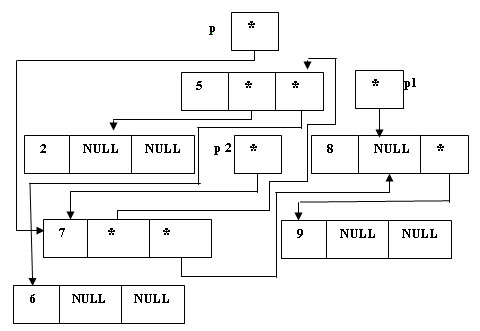 p *
5 * *
* p1
2 NULL NULL
p 2 *
8 NULL *
7 * *
9 NULL NULL
6 NULL NULL